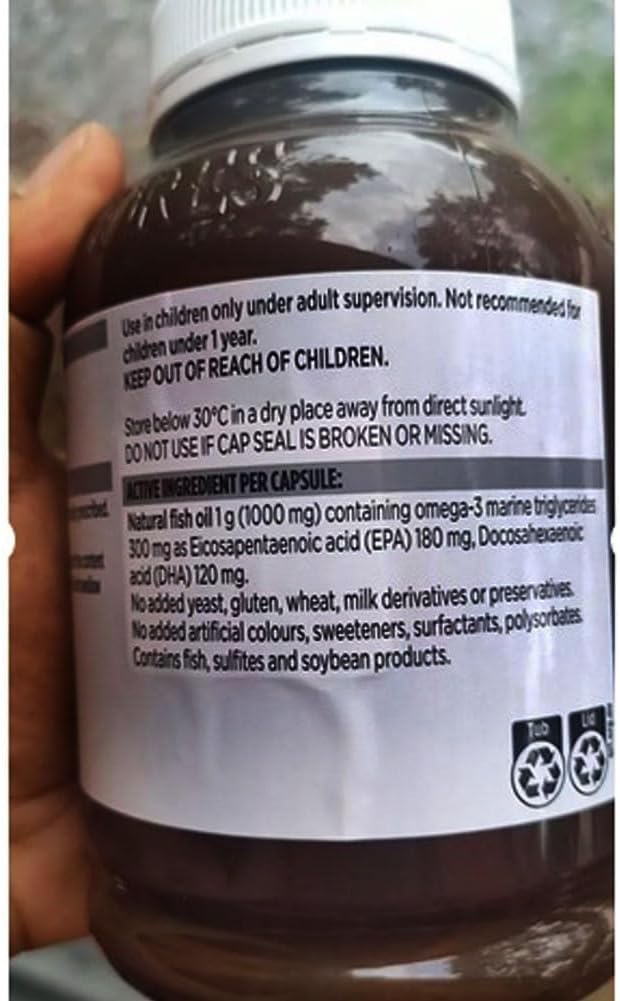 Use in children only under adult supervision. Not recommended for
children under 1 year.
KEEP OUT OF REACH OF CHILDREN.
Store below 30°C in a dry place away from direct sunlight.
DO NOT USE IF CAP SEAL IS BROKEN OR MISSING.
ACTIVE INGREDIENT PER CAPSULE:
Natural fish oil 1 g (1000 mg) containing omega-3 marine triglycerides
300 mg as Eicosapentaenoic acid (EPA) 180 mg, Docosahexaenoic
acid (DHA) 120 mg.
No added yeast, gluten, wheat, milk derivatives or preservatives.
No added artificial colours, sweeteners, surfactants, polysorbates.
Contains fish, sulfites and soybean products.
Tub Lid